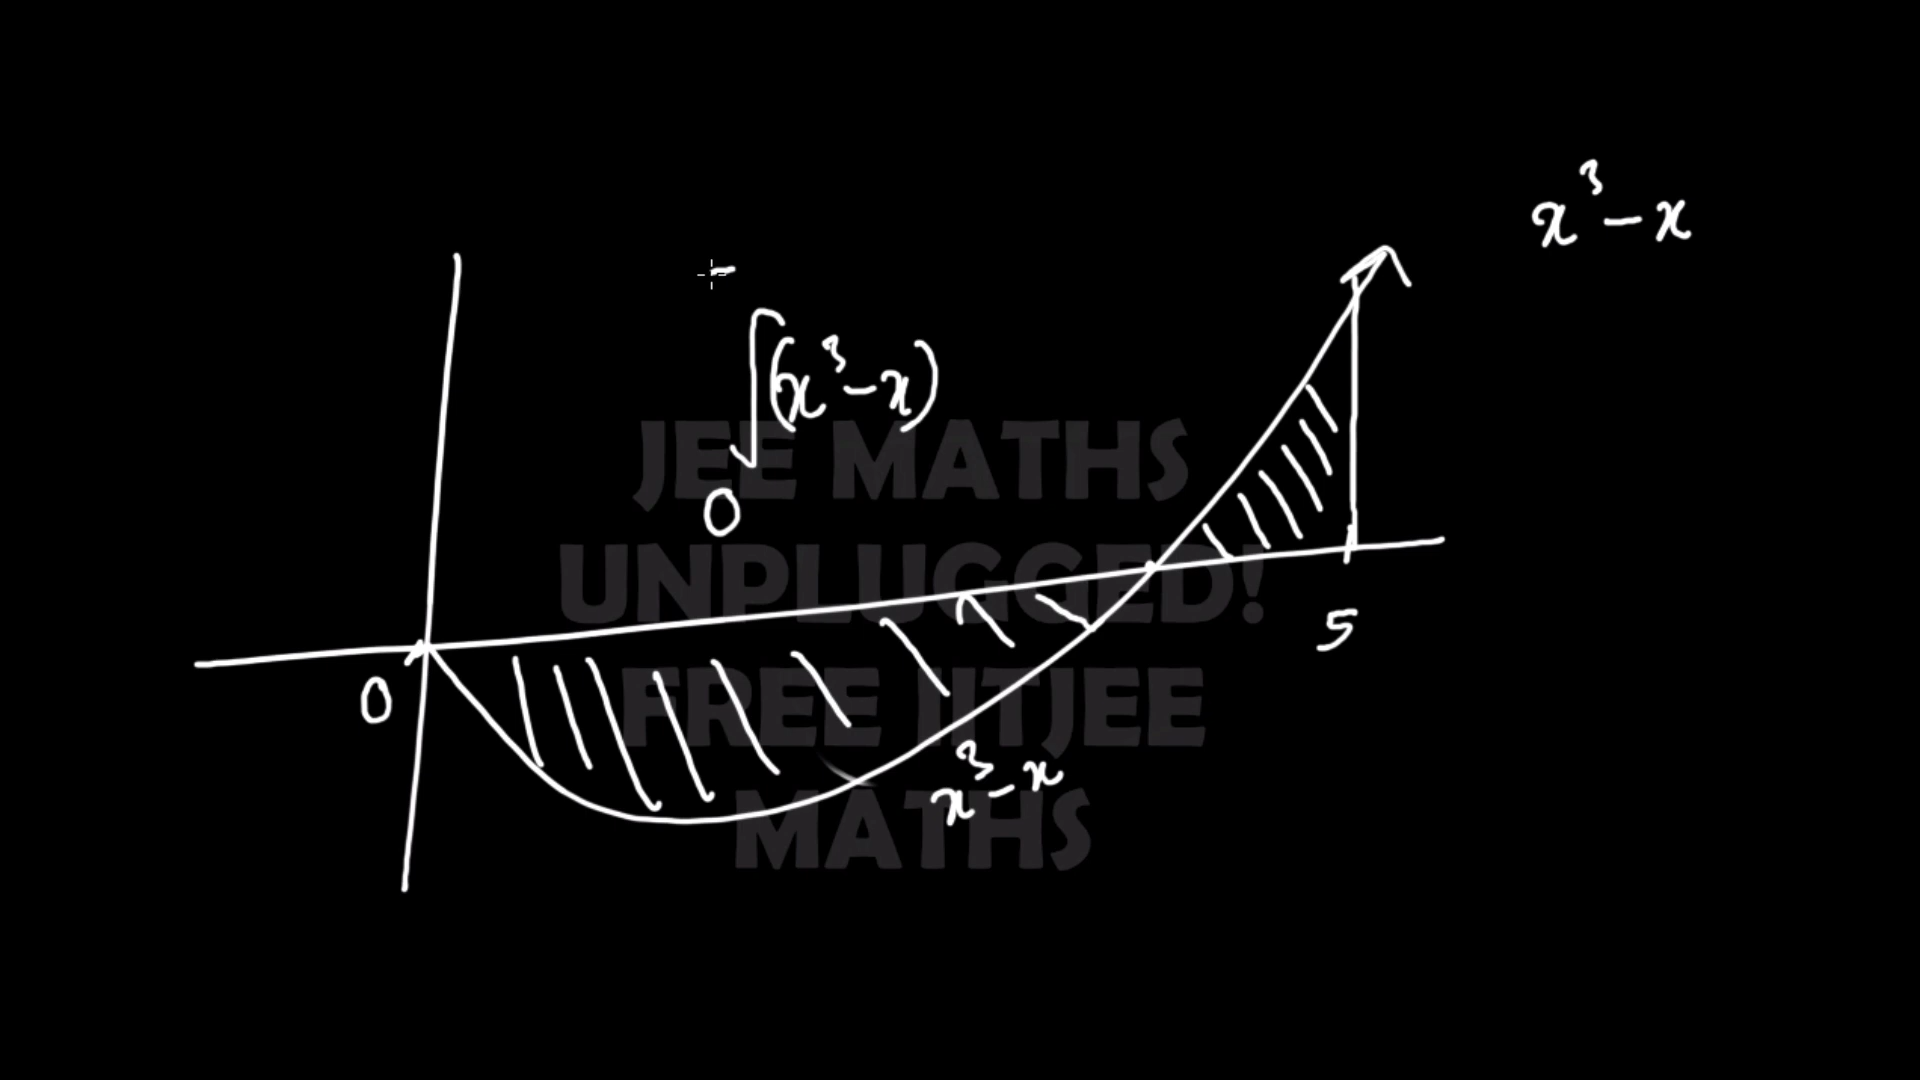 x³-x
∫(x³-x)
0
5
0
x³-x
JEE MATHS
UNPLUGGED!
FREE IITJEE
MATHS